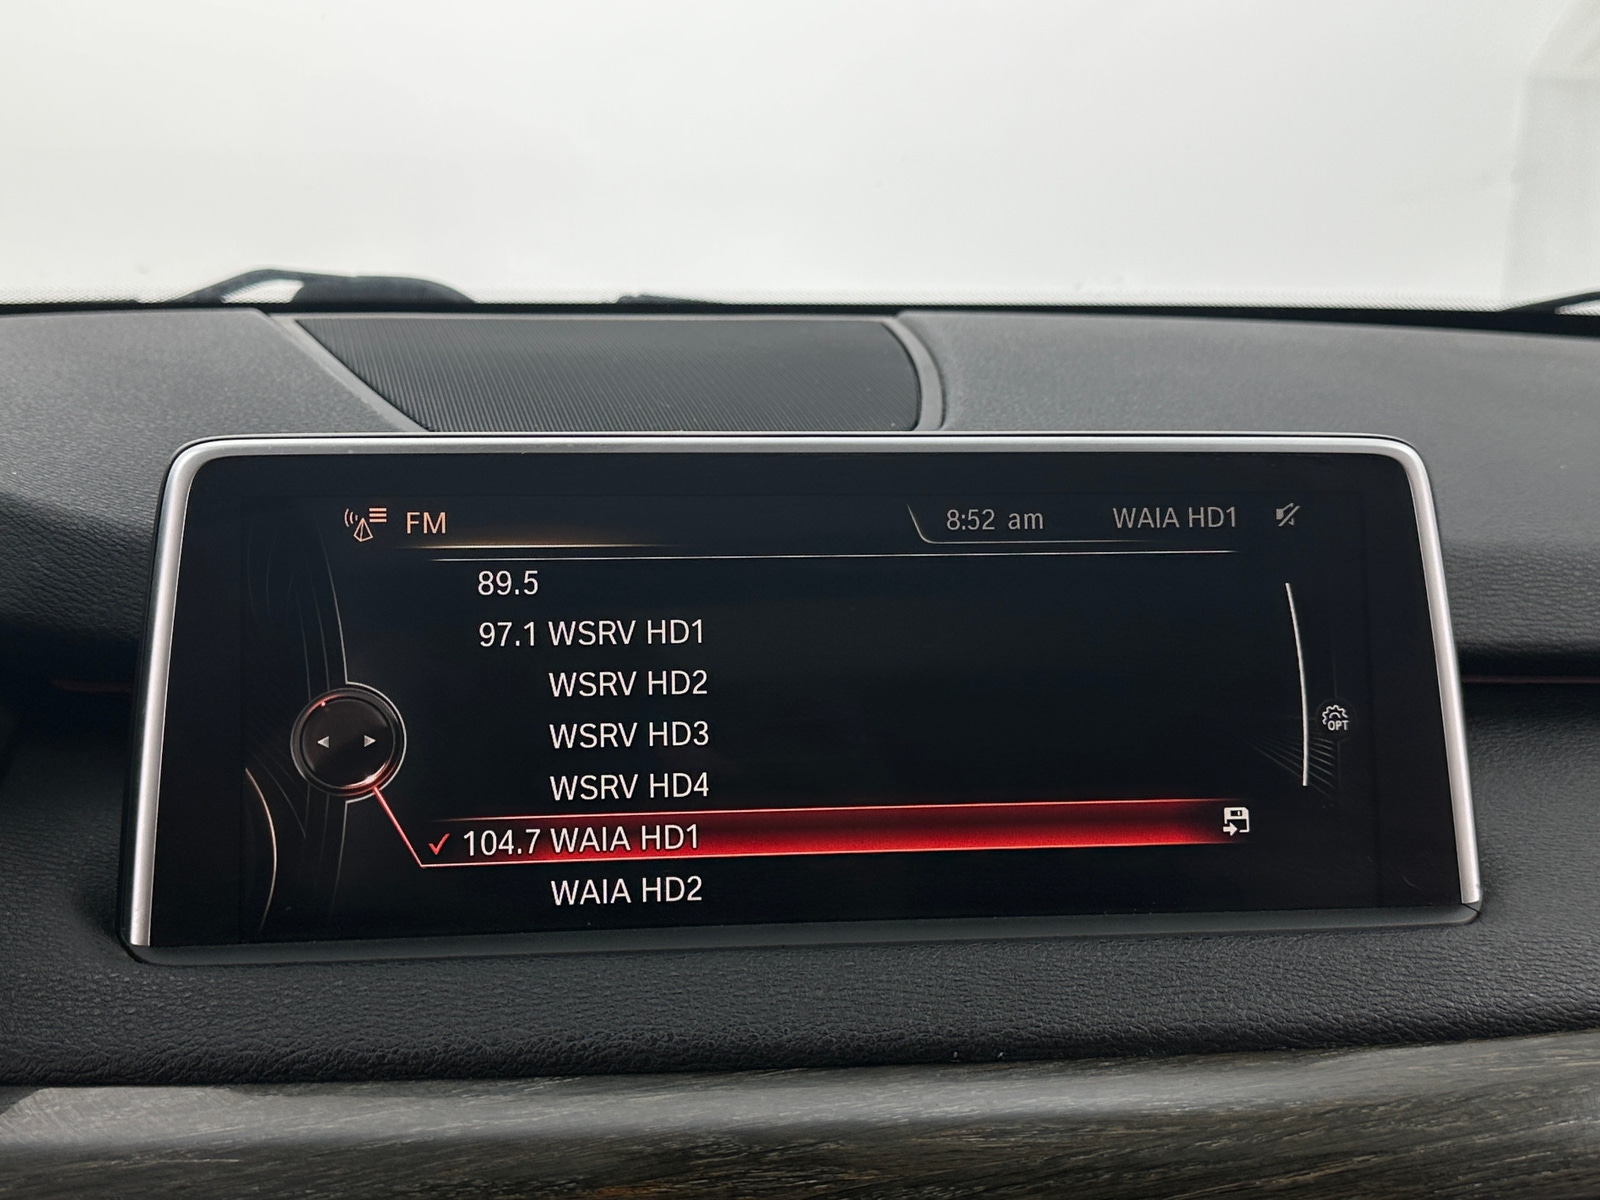 FM
8:52 am WAIA HD1
89.5
97.1 WSRV HD1
WSRV HD2
WSRV HD3
WSRV HD4
104.7 WAIA HD1
WAIA HD2
OPT